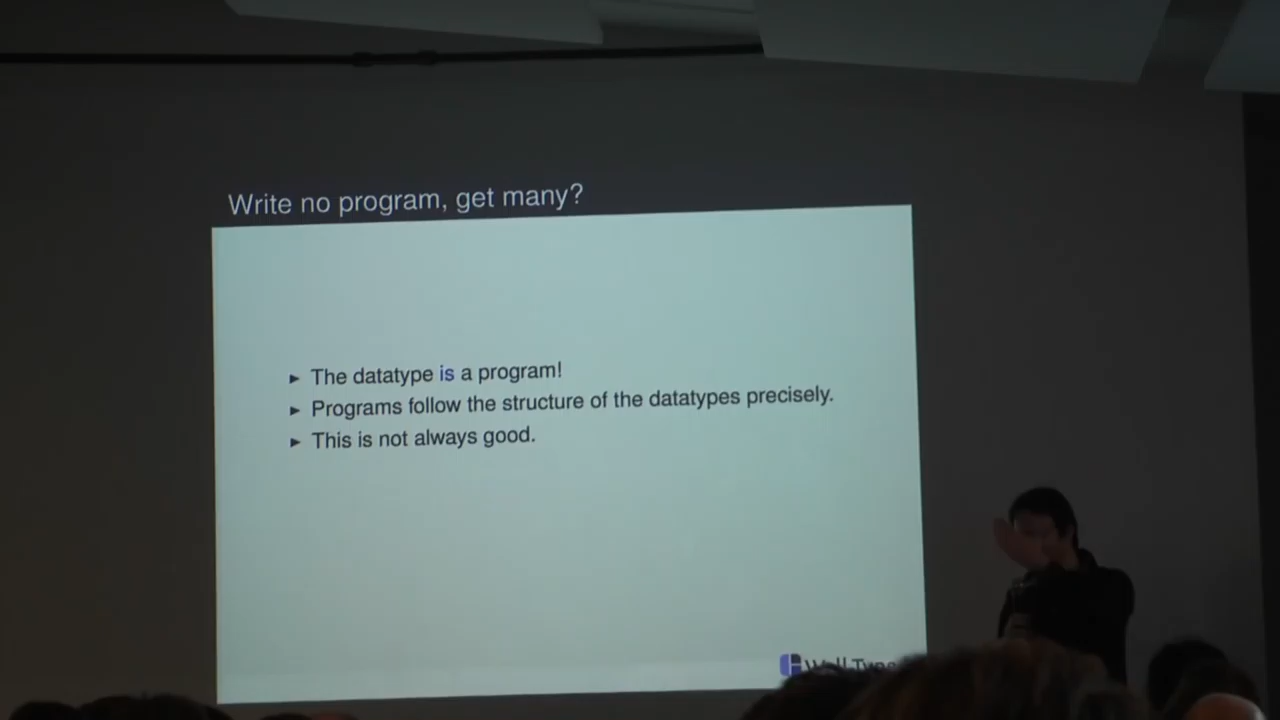 Write no program, get many?
► The datatype is a program!
► Programs follow the structure of the datatypes precisely.
► This is not always good.